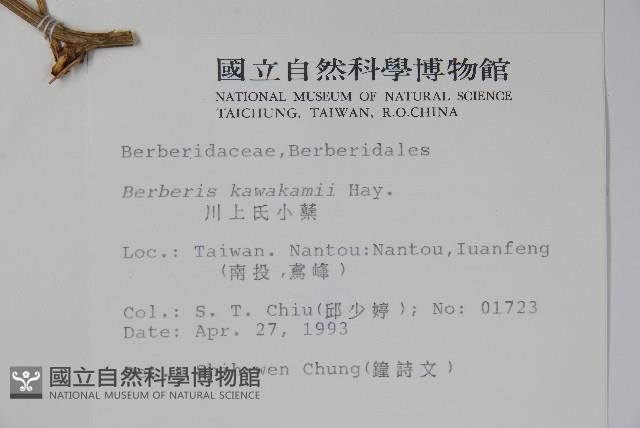 國立自然科學博物館
NATIONAL MUSEUM OF NATURAL SCIENCE
TAICHUNG, TAIWAN, R.O.CHINA
Berberidaceae,Berberidales
Berberis kawakamii Hay.
川上氏小蘗
Loc.: Taiwan. Nantou:Nantou,Iuanfeng
(南投,鳶峰)
Col.: S. T. Chiu(邱少婷); No: 01723
Date: Apr. 27, 1993
Chung(鐘詩文)
國立自然科學博物館
NATIONAL MUSEUM OF NATURAL SCIENCE